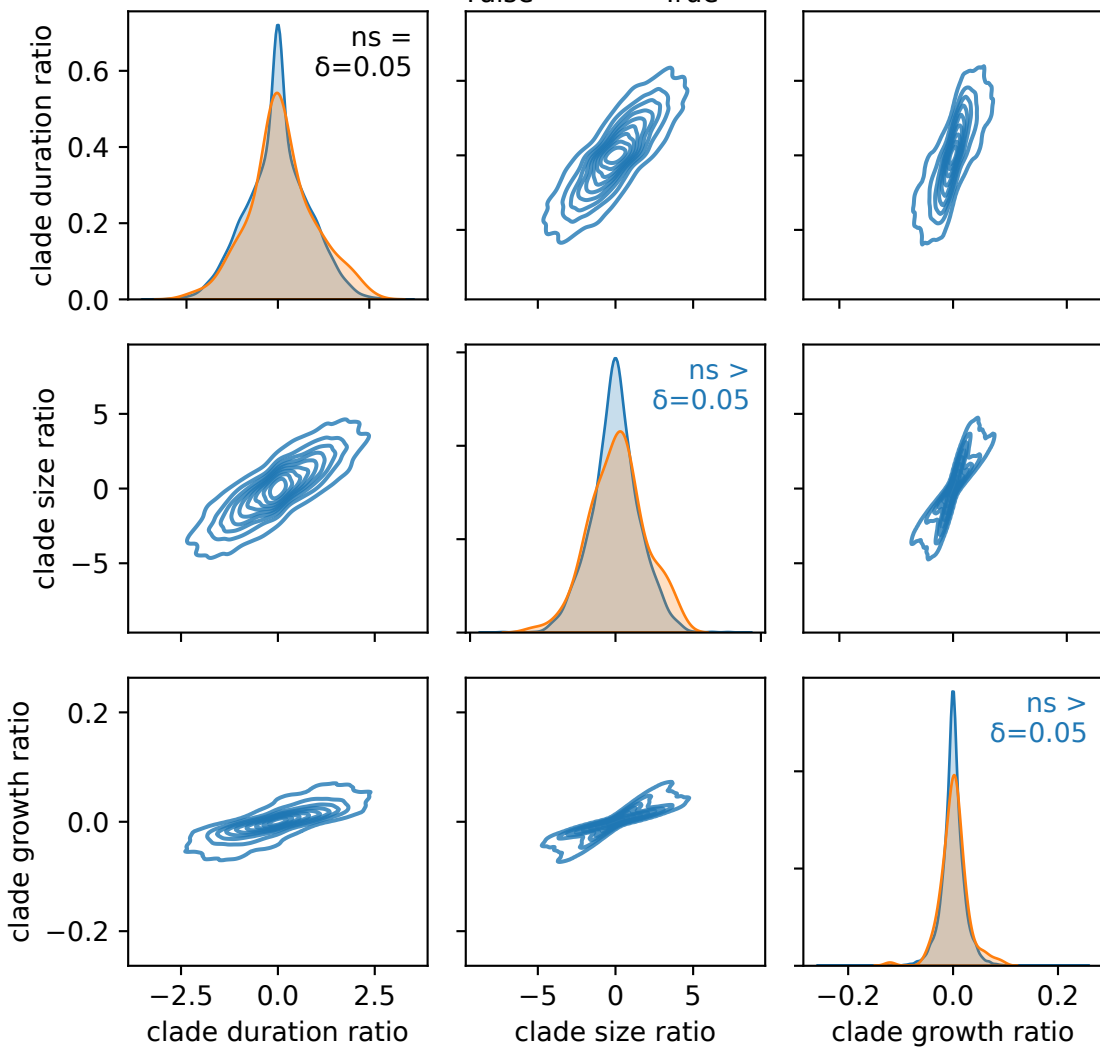 clade duration ratio
0.6
0.4
0.2
0.0
ns =
δ=0.05
clade size ratio
5
0
−5
ns >
δ=0.05
clade growth ratio
0.2
0.0
−0.2
ns >
δ=0.05
−2.5 0.0 2.5
−5 0 5
−0.2 0.0 0.2
clade duration ratio
clade size ratio
clade growth ratio